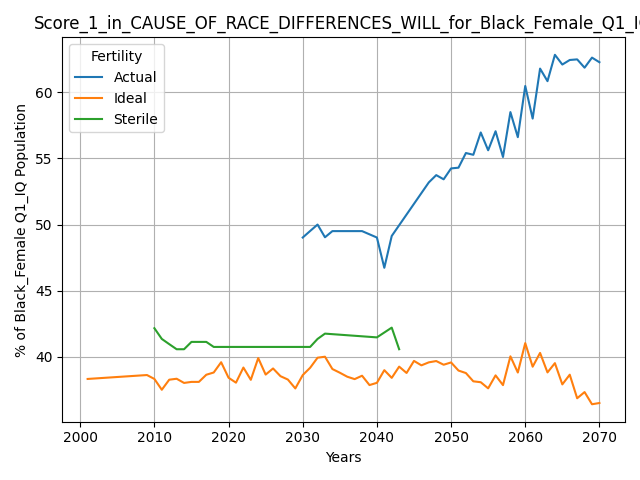 Score_1_in_CAUSE_OF_RACE_DIFFERENCES_WILL_for_Black_Female_Q1_I
Fertility
Actual
Ideal
Sterile
% of Black_Female Q1_IQ Population
60
55
50
45
40
2000 2010 2020 2030 2040 2050 2060 2070
Years